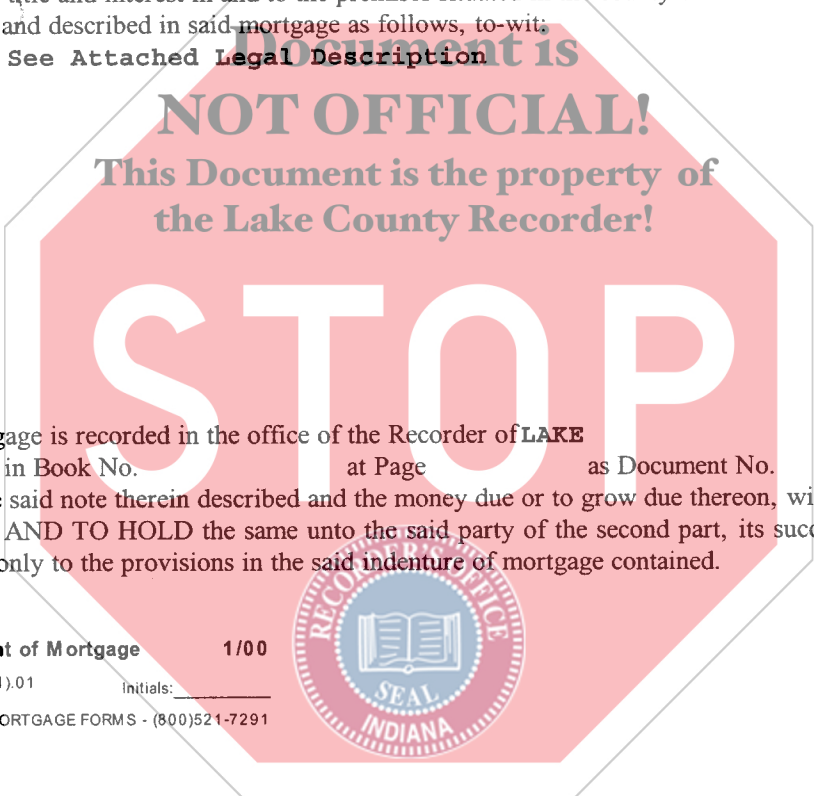 and described in said mortgage as follows, to-wit:
See Attached Legal Description
Document is
NOT OFFICIAL!
This Document is the property of
the Lake County Recorder!
STOP
gage is recorded in the office of the Recorder of LAKE
in Book No. at Page as Document No.
said note therein described and the money due or to grow due thereon, wi
AND TO HOLD the same unto the said party of the second part, its succ
only to the provisions in the said indenture of mortgage contained.
RECORDER'S OFFICE
SEAL
INDIANA
nt of Mortgage 1/00
).01 Initials:
ORTGAGE FORMS - (800)521-7291